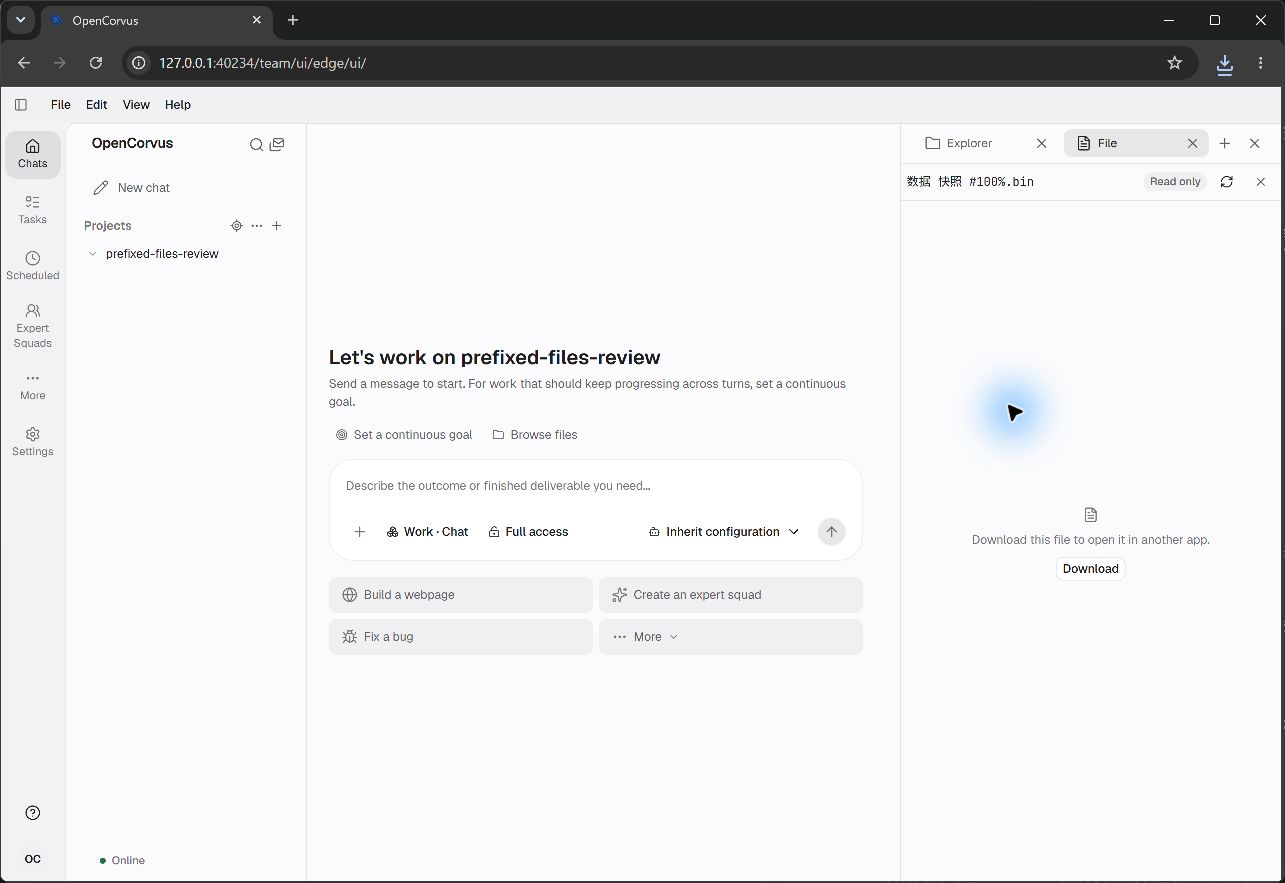 OpenCorvus
127.0.0.1:40234/team/ui/edge/ui/
File Edit View Help
Chats
Tasks
Scheduled
Expert
Squads
More
Settings
OC
OpenCorvus
New chat
Projects
prefixed-files-review
Online
Let's work on prefixed-files-review
Send a message to start. For work that should keep progressing across turns, set a continuous
goal.
Set a continuous goal Browse files
Describe the outcome or finished deliverable you need...
Work · Chat Full access Inherit configuration
Build a webpage Create an expert squad
Fix a bug More
Explorer File
数据 快照 #100%.bin Read only
Download this file to open it in another app.
Download